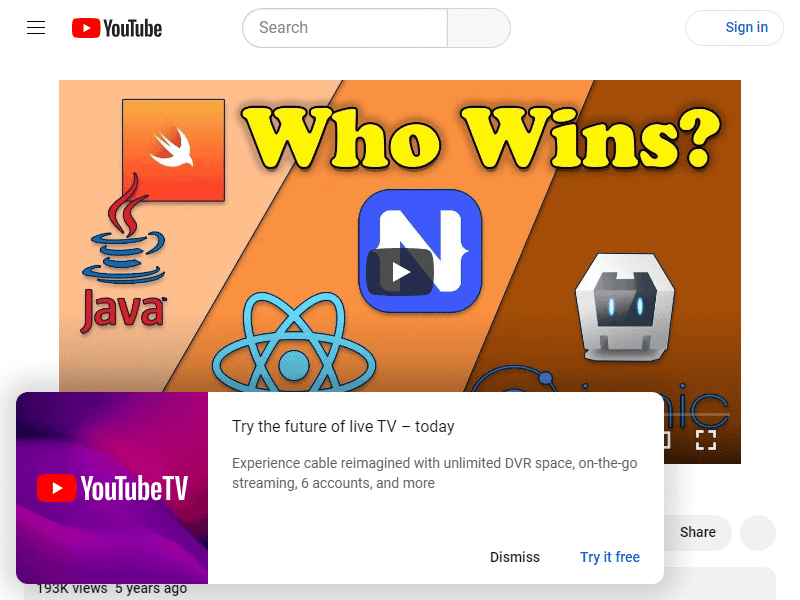 YouTube
Search
Sign in
Who Wins?
Java
Try the future of live TV – today
Experience cable reimagined with unlimited DVR space, on-the-go
streaming, 6 accounts, and more
YouTubeTV
Share
Dismiss
Try it free
193K views 5 years ago